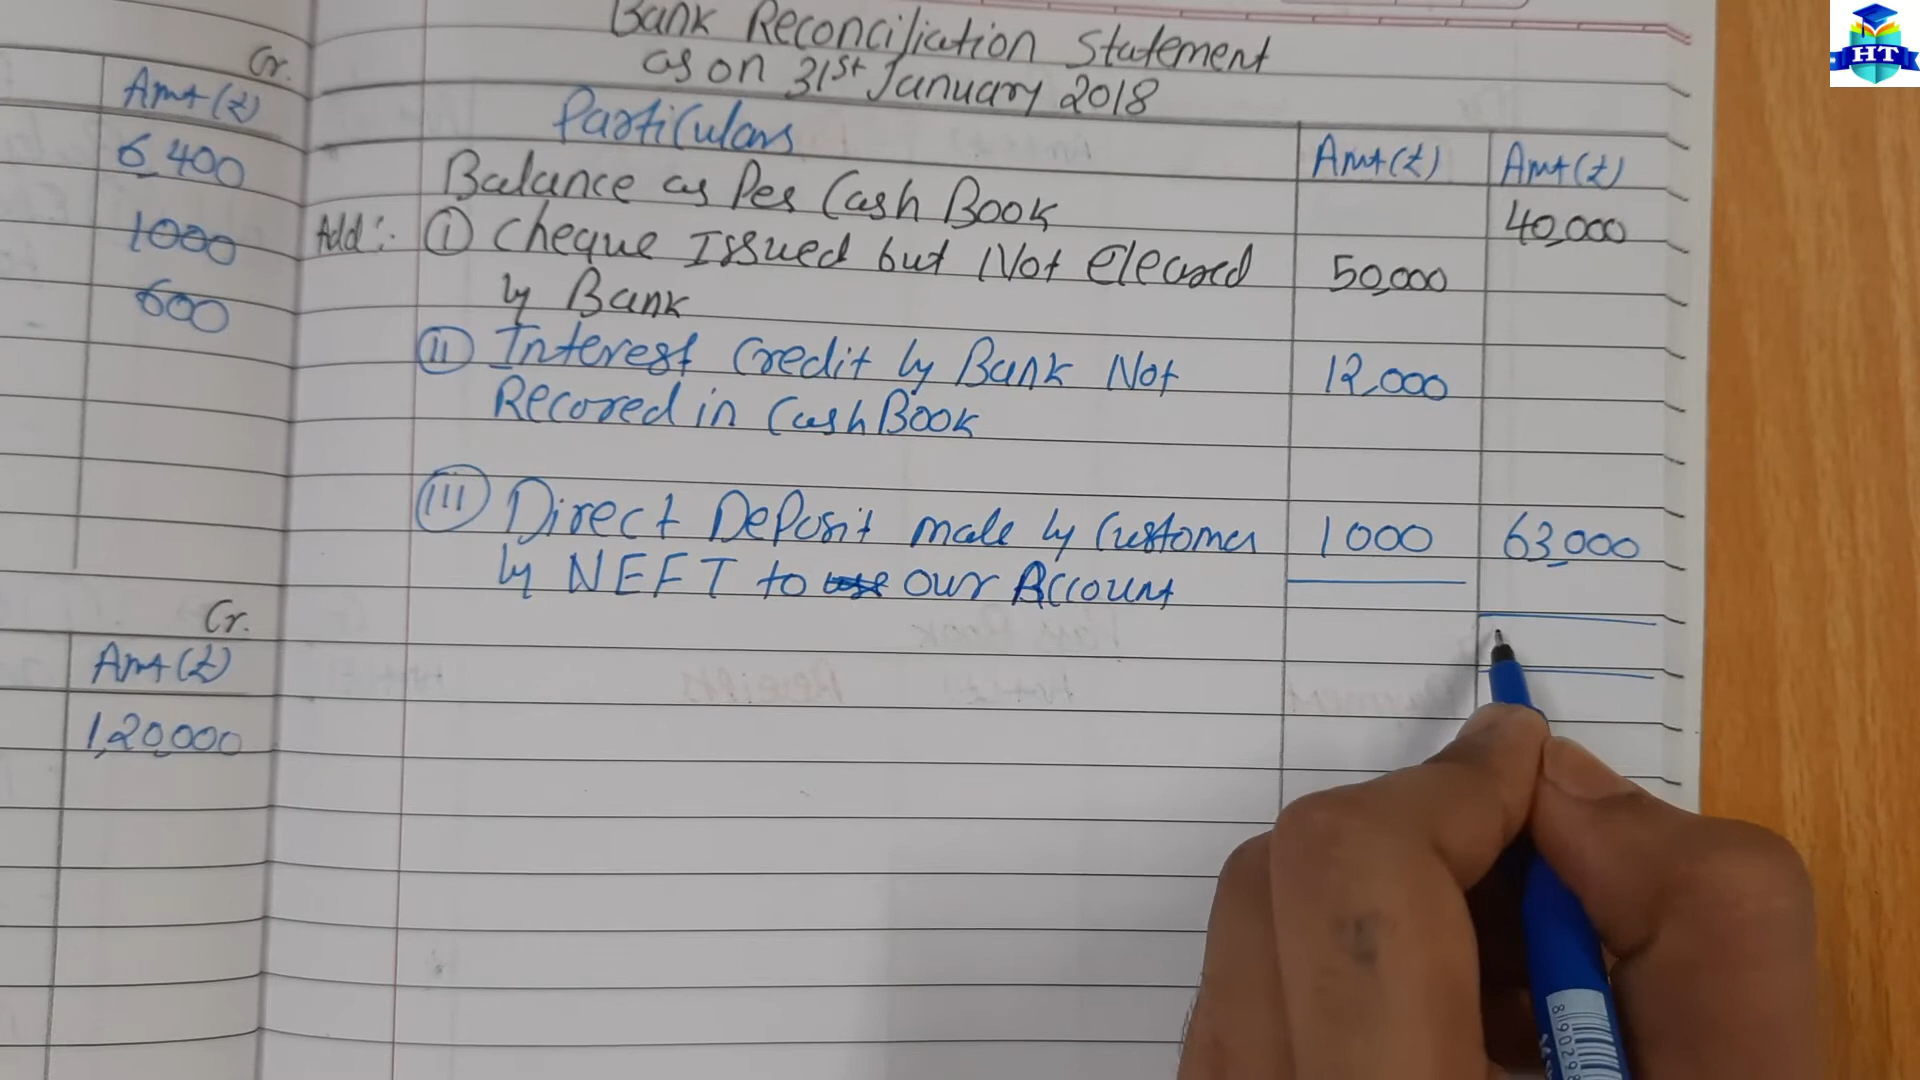 Bank Reconciliation Statement
as on 31st January 2018
Particulars Amt(₹) Amt(₹)
Balance as Per Cash Book 40,000
Add:- (i) Cheque Issued but Not Cleared 50,000
by Bank
(ii) Interest Credit by Bank Not 12,000
Recored in Cash Book
(iii) Direct Deposit made by Customer 1000 63,000
by NEFT to our Account
Cr.
Amt(₹)
6,400
1000
600
Cr.
Amt(₹)
1,20,000
HT